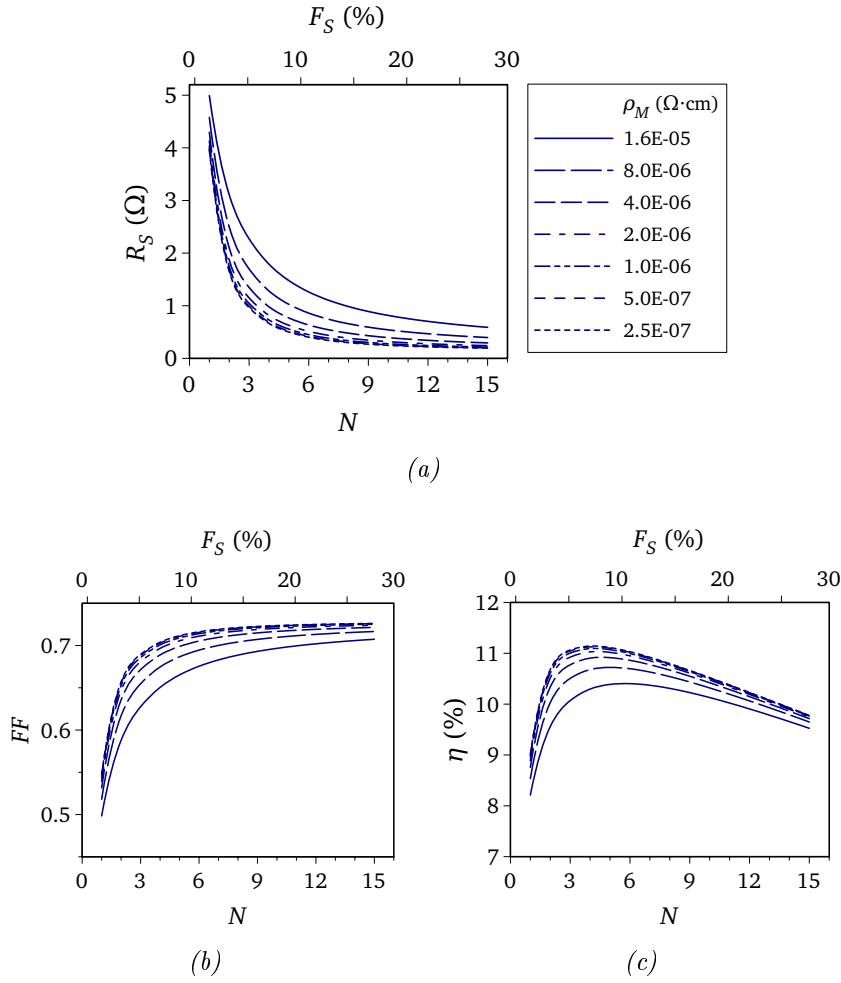 F_S (%)
0 10 20 30
5
4
3
2
1
0
R_S (Ω)
0 3 6 9 12 15
N
ρ_M (Ω·cm)
1.6E-05
8.0E-06
4.0E-06
2.0E-06
1.0E-06
5.0E-07
2.5E-07
(a)
F_S (%)
0 10 20 30
0.7
0.6
0.5
FF
0 3 6 9 12 15
N
(b)
F_S (%)
0 10 20 30
12
11
10
9
8
7
η (%)
0 3 6 9 12 15
N
(c)